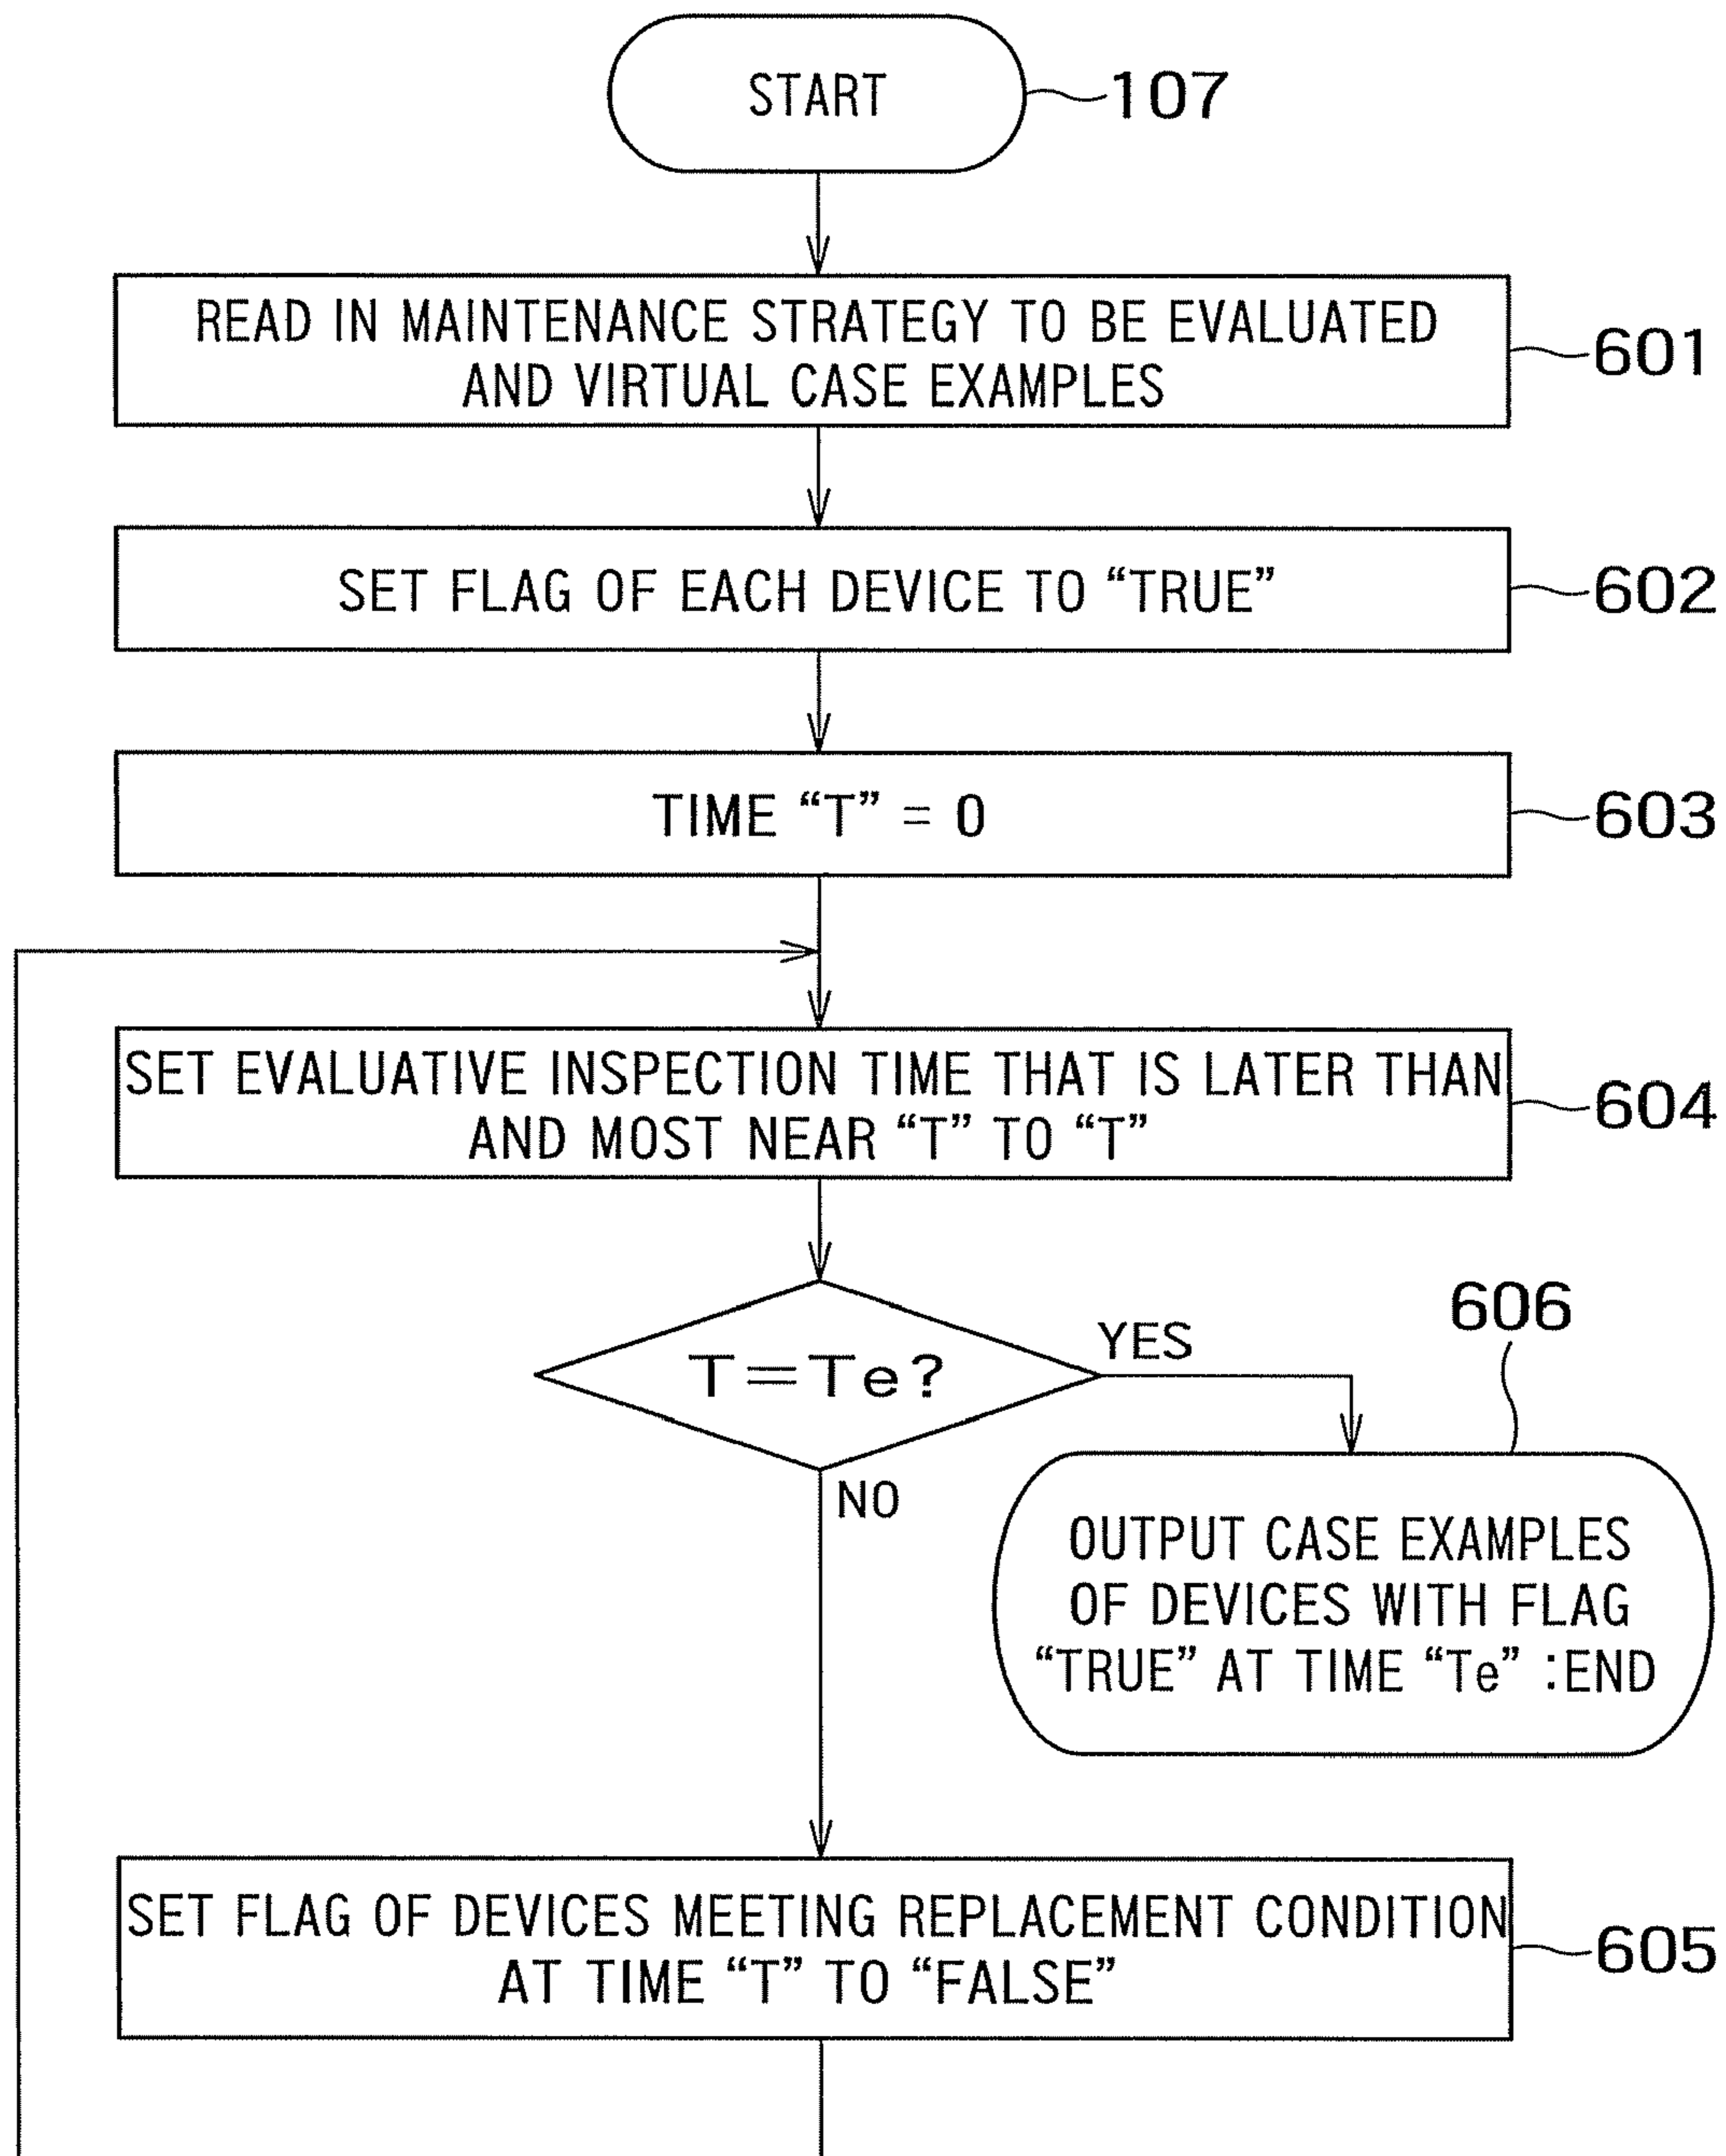 START
107
READ IN MAINTENANCE STRATEGY TO BE EVALUATED
AND VIRTUAL CASE EXAMPLES
601
SET FLAG OF EACH DEVICE TO “TRUE”
602
TIME “T” = 0
603
SET EVALUATIVE INSPECTION TIME THAT IS LATER THAN
AND MOST NEAR “T” TO “T”
604
T=Te?
YES
NO
606
OUTPUT CASE EXAMPLES
OF DEVICES WITH FLAG
“TRUE” AT TIME “Te” :END
SET FLAG OF DEVICES MEETING REPLACEMENT CONDITION
AT TIME “T” TO “FALSE”
605